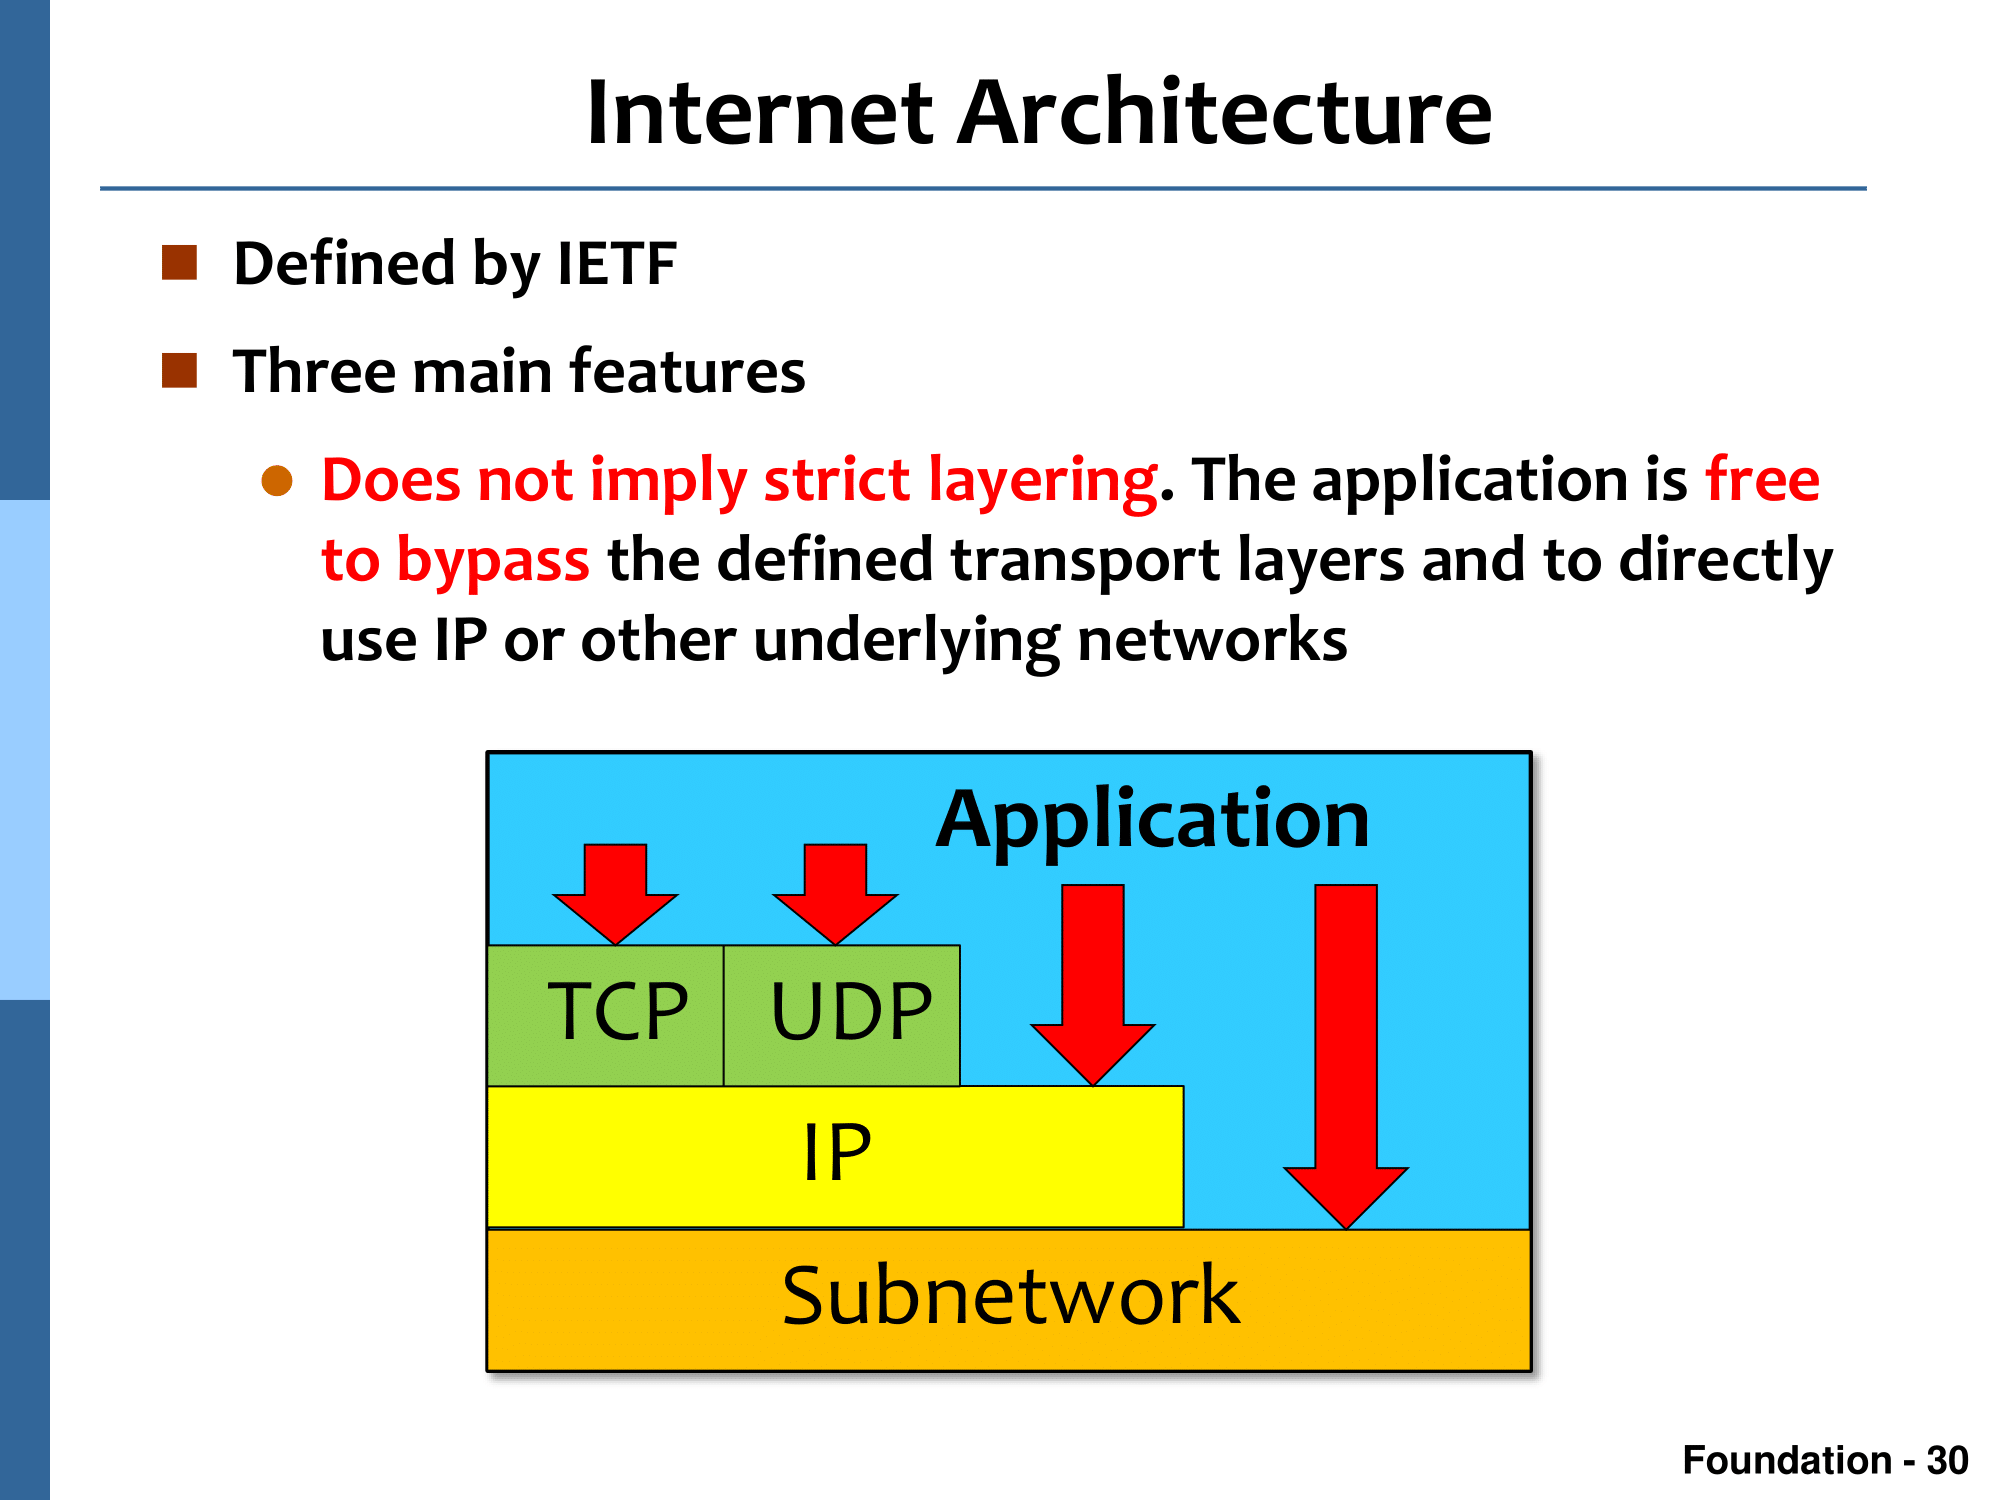 Internet Architecture
Defined by IETF
Three main features
Does not imply strict layering. The application is free
to bypass the defined transport layers and to directly
use IP or other underlying networks
Application
TCP UDP
IP
Subnetwork
Foundation - 30